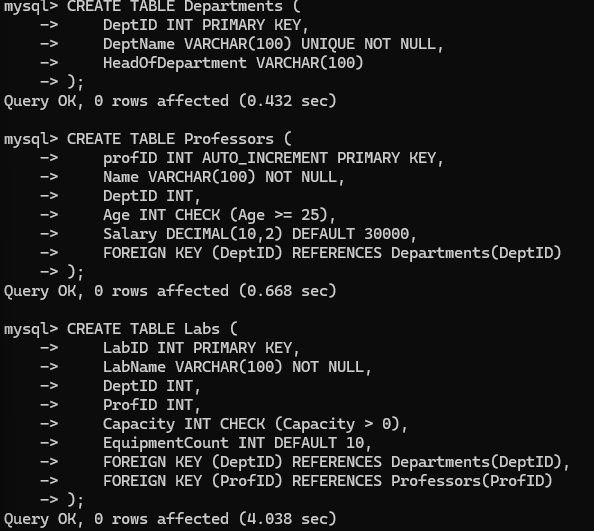 mysql> CREATE TABLE Departments (
    ->     DeptID INT PRIMARY KEY,
    ->     DeptName VARCHAR(100) UNIQUE NOT NULL,
    ->     HeadOfDepartment VARCHAR(100)
    -> );
Query OK, 0 rows affected (0.432 sec)

mysql> CREATE TABLE Professors (
    ->     profID INT AUTO_INCREMENT PRIMARY KEY,
    ->     Name VARCHAR(100) NOT NULL,
    ->     DeptID INT,
    ->     Age INT CHECK (Age >= 25),
    ->     Salary DECIMAL(10,2) DEFAULT 30000,
    ->     FOREIGN KEY (DeptID) REFERENCES Departments(DeptID)
    -> );
Query OK, 0 rows affected (0.668 sec)

mysql> CREATE TABLE Labs (
    ->     LabID INT PRIMARY KEY,
    ->     LabName VARCHAR(100) NOT NULL,
    ->     DeptID INT,
    ->     ProfID INT,
    ->     Capacity INT CHECK (Capacity > 0),
    ->     EquipmentCount INT DEFAULT 10,
    ->     FOREIGN KEY (DeptID) REFERENCES Departments(DeptID),
    ->     FOREIGN KEY (ProfID) REFERENCES Professors(ProfID)
    -> );
Query OK, 0 rows affected (4.038 sec)